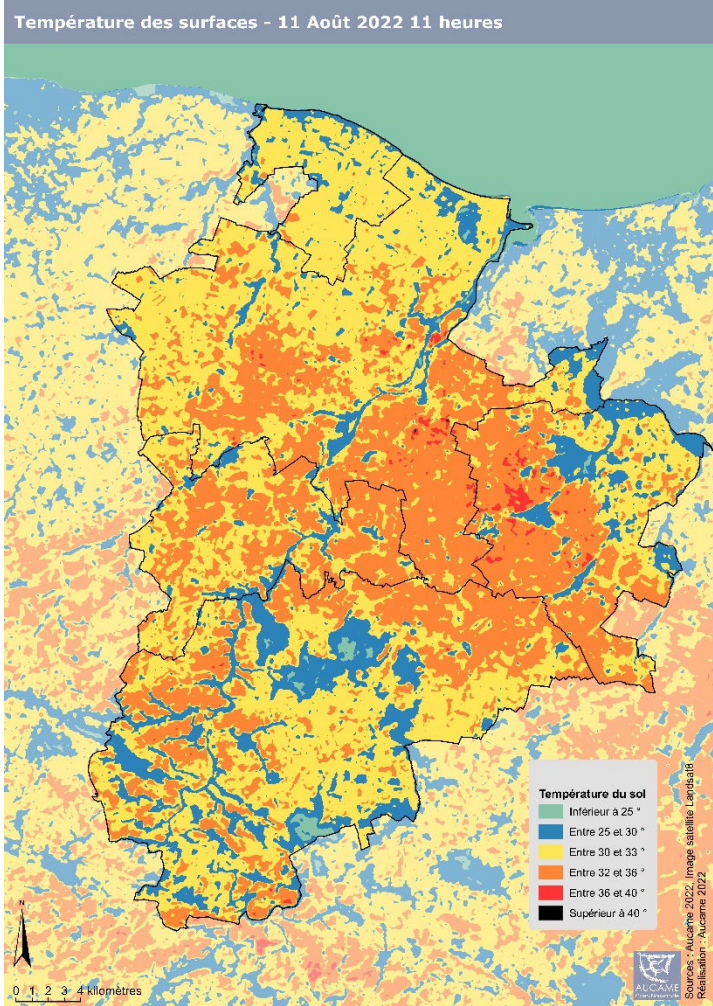 Température des surfaces - 11 Août 2022 11 heures
Température du sol
Inférieur à 25 °
Entre 25 et 30 °
Entre 30 et 33 °
Entre 32 et 36 °
Entre 36 et 40 °
Supérieur à 40 °
Sources : Aucame 2022, Image satellite Landsat8
Réalisation : Aucame 2022
N
0 1 2 3 4 kilomètres
AUCAME
Caen Normandie